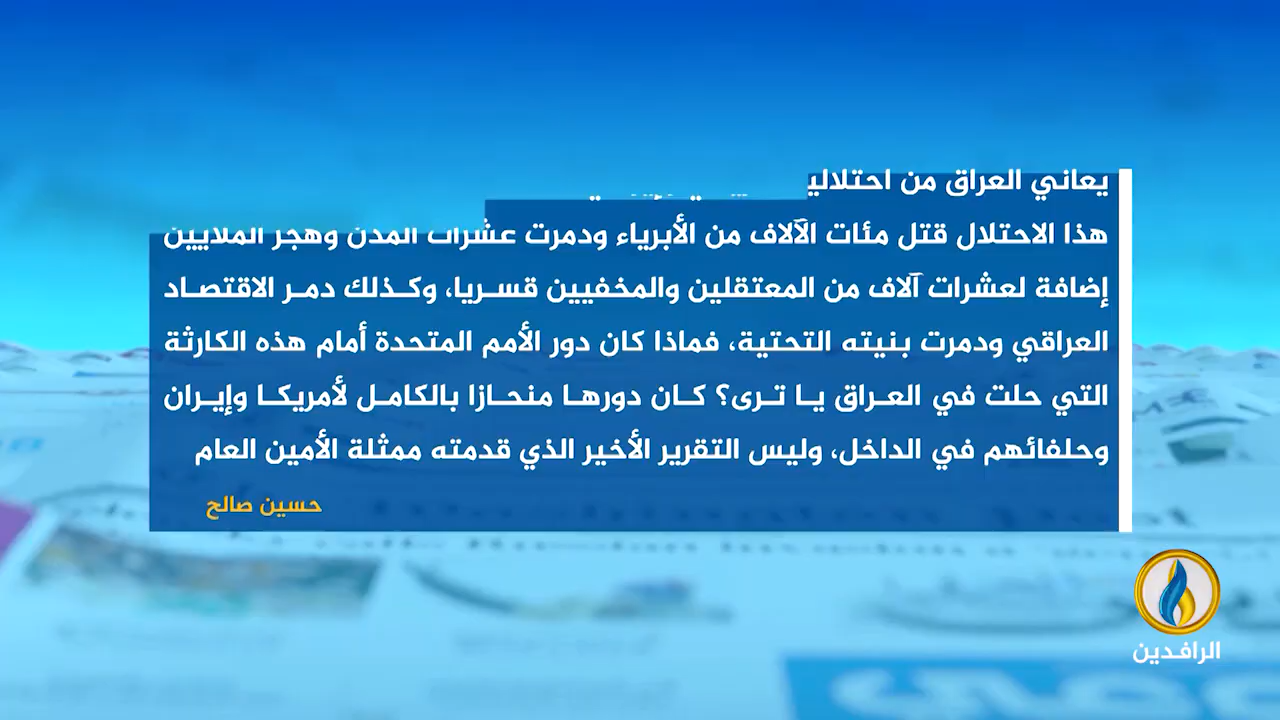 يعاني العراق من
هذا الاحتلال قتل مئات الآلاف من الأبرياء ودمرت عشرات المدن وهجر الملايين
إضافة لعشرات آلاف من المعتقلين والمخفيين قسريا، وكذلك دمر الاقتصاد
العراقي ودمرت بنيته التحتية، فماذا كان دور الأمم المتحدة أمام هذه الكارثة
التي حلت في العراق يا ترى؟ كان دورها منحازا بالكامل لأمريكا وإيران
وحلفائهم في الداخل، وليس التقرير الأخير الذي قدمته ممثلة الأمين العام
حسين صالح
الرافدين